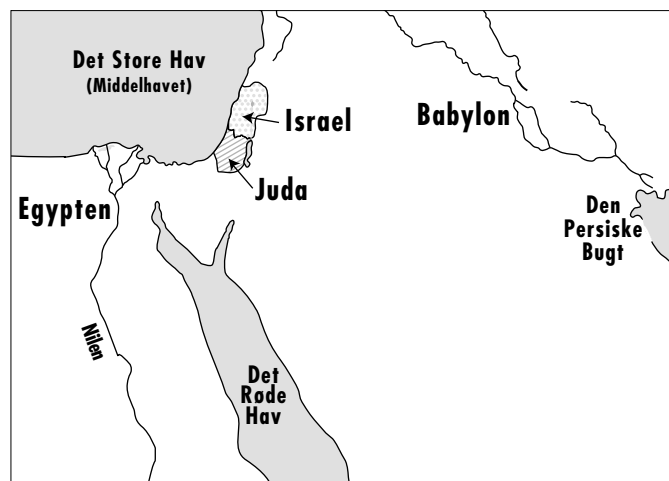 Det Store Hav
(Middelhavet)
Israel
Babylon
Juda
Egypten
Den
Persiske
Bugt
Nilen
Det
Røde
Hav